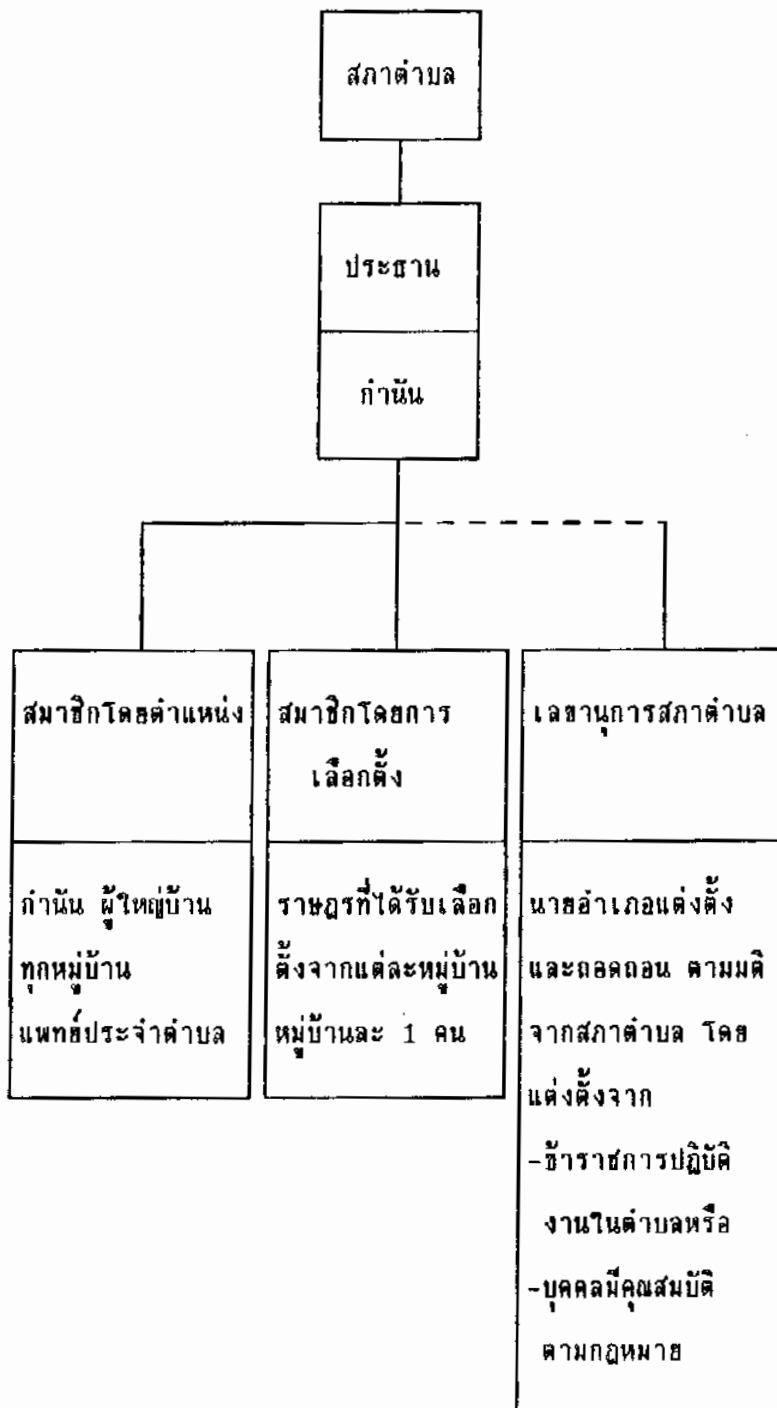 สภาตำบล
ประธาน
กำนัน
สมาชิกโดยตำแหน่ง
สมาชิกโดยการ
เลือกตั้ง
เลขานุการสภาตำบล
กำนัน ผู้ใหญ่บ้าน
ทุกหมู่บ้าน
แพทย์ประจำตำบล
ราษฎรที่ได้รับเลือก
ตั้งจากแต่ละหมู่บ้าน
หมู่บ้านละ 1 คน
นายอำเภอแต่งตั้ง
และถอดถอน ตามมติ
จากสภาตำบล โดย
แต่งตั้งจาก
-ข้าราชการปฏิบัติ
งานในตำบลหรือ
-บุคคลมีคุณสมบัติ
ตามกฎหมาย